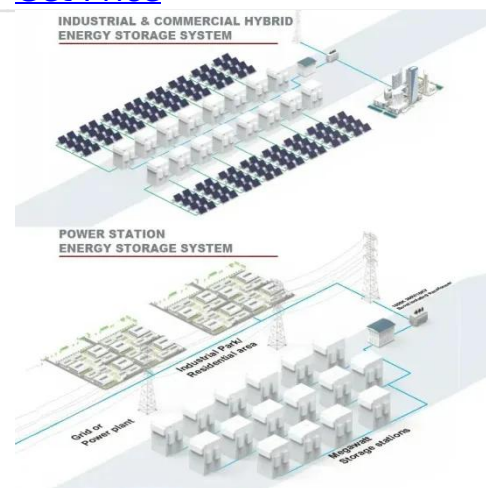 INDUSTRIAL & COMMERCIAL HYBRID
ENERGY STORAGE SYSTEM
POWER STATION
ENERGY STORAGE SYSTEM
Industrial Park/
Residential area
Grid or
Power plant
Megawatt
Storage stations